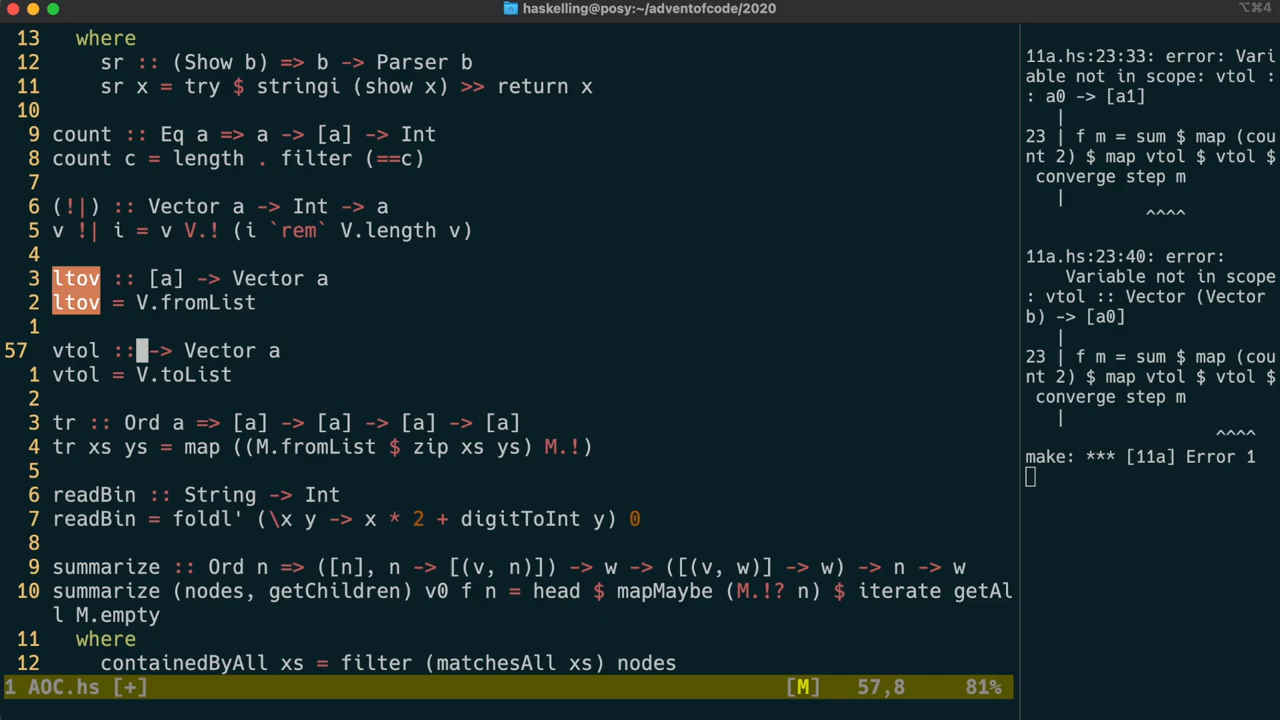 haskelling@posy:~/adventofcode/2020
⌥⌘4
13 where
12 sr :: (Show b) => b -> Parser b
11 sr x = try $ stringi (show x) >> return x
10
9 count :: Eq a => a -> [a] -> Int
8 count c = length . filter (==c)
7
6 (!|) :: Vector a -> Int -> a
5 v !| i = v V.! (i `rem` V.length v)
4
3 ltov :: [a] -> Vector a
2 ltov = V.fromList
1
57 vtol :: -> Vector a
1 vtol = V.toList
2
3 tr :: Ord a => [a] -> [a] -> [a] -> [a]
4 tr xs ys = map ((M.fromList $ zip xs ys) M.!)
5
6 readBin :: String -> Int
7 readBin = foldl' (\x y -> x * 2 + digitToInt y) 0
8
9 summarize :: Ord n => ([n], n -> [(v, n)]) -> w -> ([(v, w)] -> w) -> n -> w
10 summarize (nodes, getChildren) v0 f n = head $ mapMaybe (M.!? n) $ iterate getAl
l M.empty
11 where
12 containedByAll xs = filter (matchesAll xs) nodes
1 AOC.hs [+] [M] 57,8 81%
11a.hs:23:33: error: Vari
able not in scope: vtol :
: a0 -> [a1]
|
23 | f m = sum $ map (cou
nt 2) $ map vtol $ vtol $
converge step m
|
^^^^
11a.hs:23:40: error:
Variable not in scope
: vtol :: Vector (Vector
b) -> [a0]
|
23 | f m = sum $ map (cou
nt 2) $ map vtol $ vtol $
converge step m
|
^^^^
make: *** [11a] Error 1